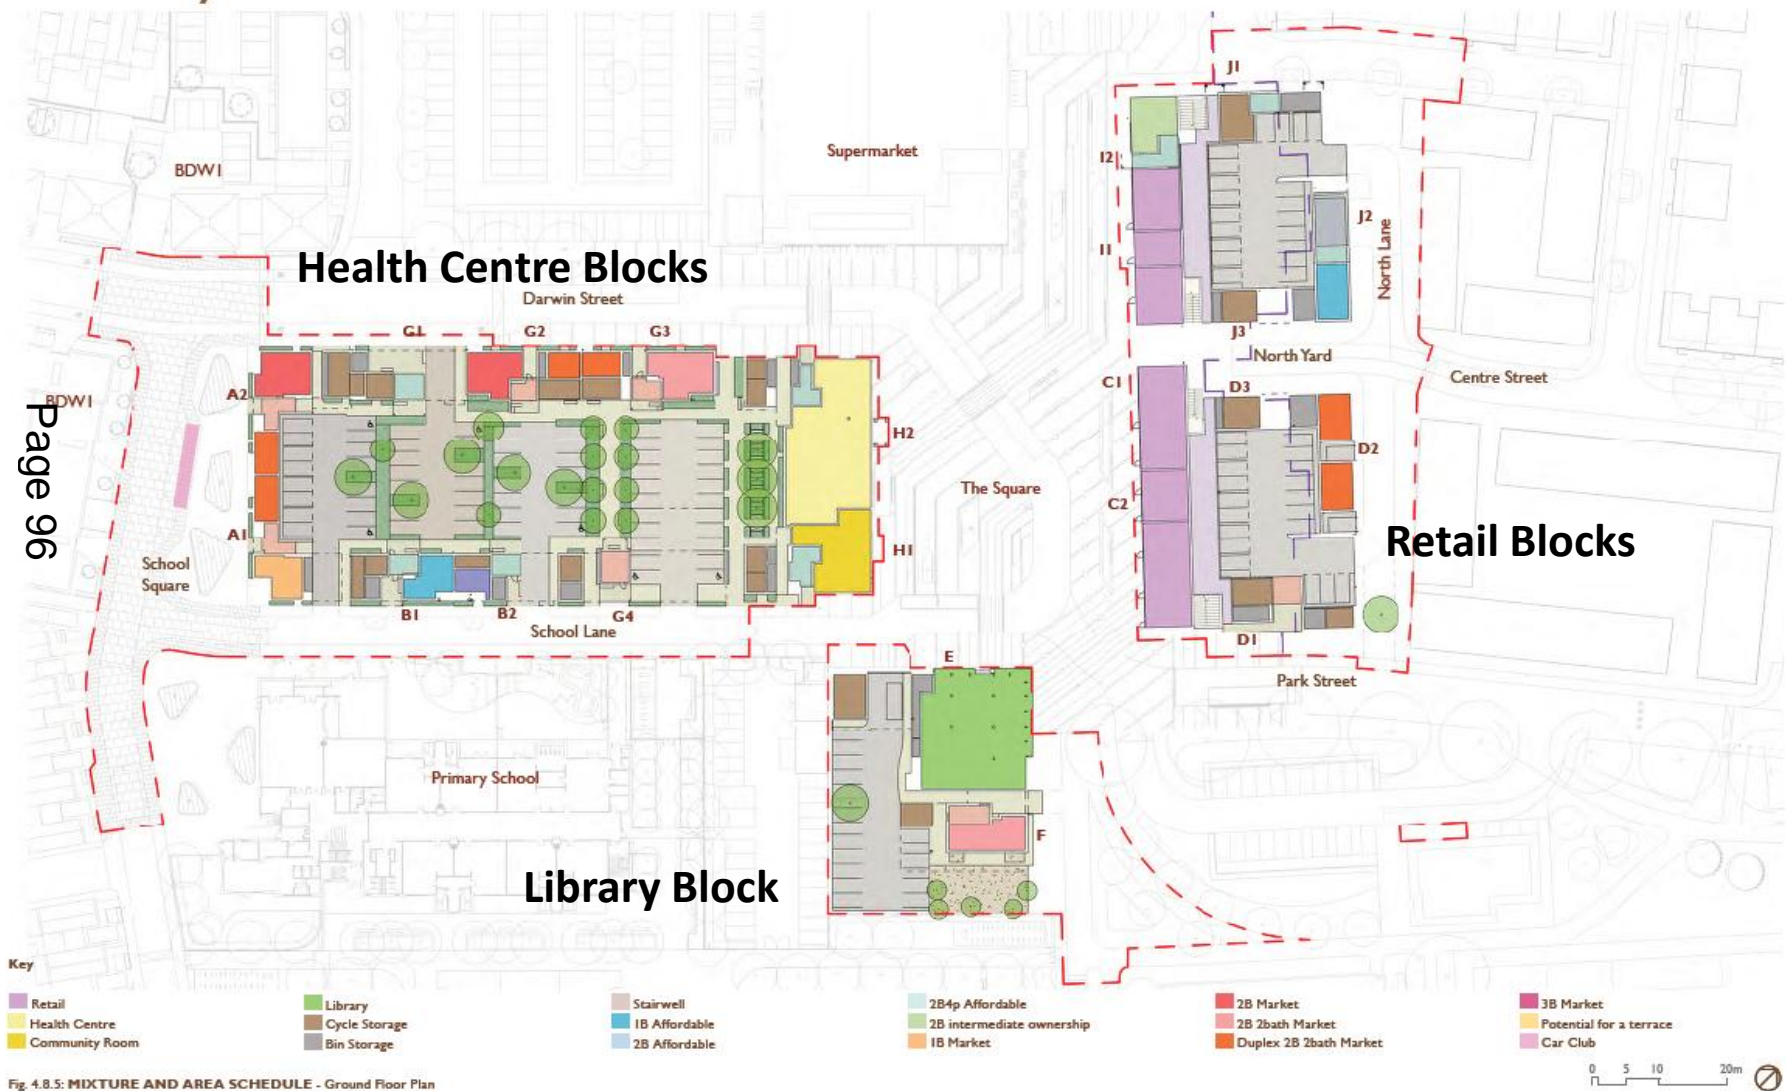 J1
Supermarket
I2
BDW1
J2
North Lane
II
Health Centre Blocks
Darwin Street
G1
G2
G3
J3
North Yard
Centre Street
C1
D3
A2
BDW1
Page 96
H2
D2
The Square
C2
Retail Blocks
A1
H1
School
Square
B1
B2
G4
School Lane
D1
E
Park Street
Primary School
F
Library Block
Key
Retail
Health Centre
Community Room
Library
Cycle Storage
Bin Storage
Stairwell
1B Affordable
2B Affordable
2B4p Affordable
2B intermediate ownership
1B Market
2B Market
2B 2bath Market
Duplex 2B 2bath Market
3B Market
Potential for a terrace
Car Club
0 5 10 20m
Fig. 4.8.5: MIXTURE AND AREA SCHEDULE - Ground Floor Plan